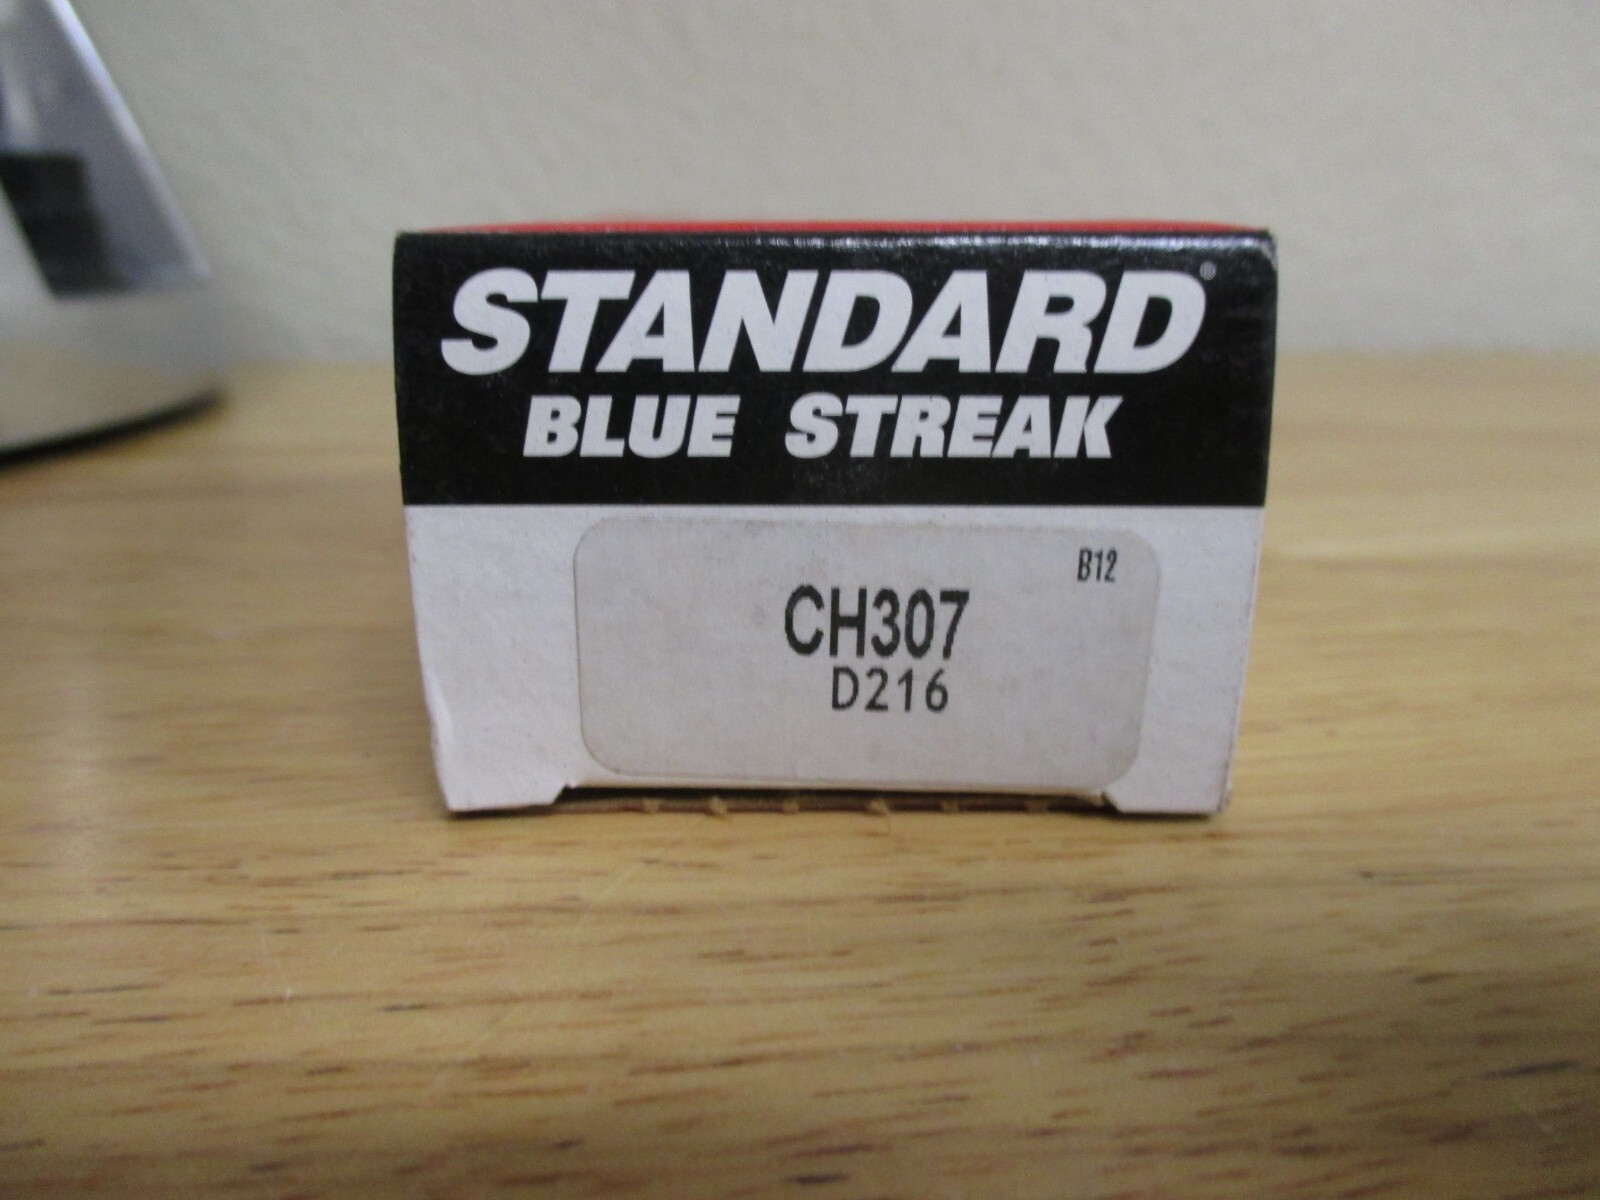 STANDARD®
BLUE STREAK
B12
CH307
D216